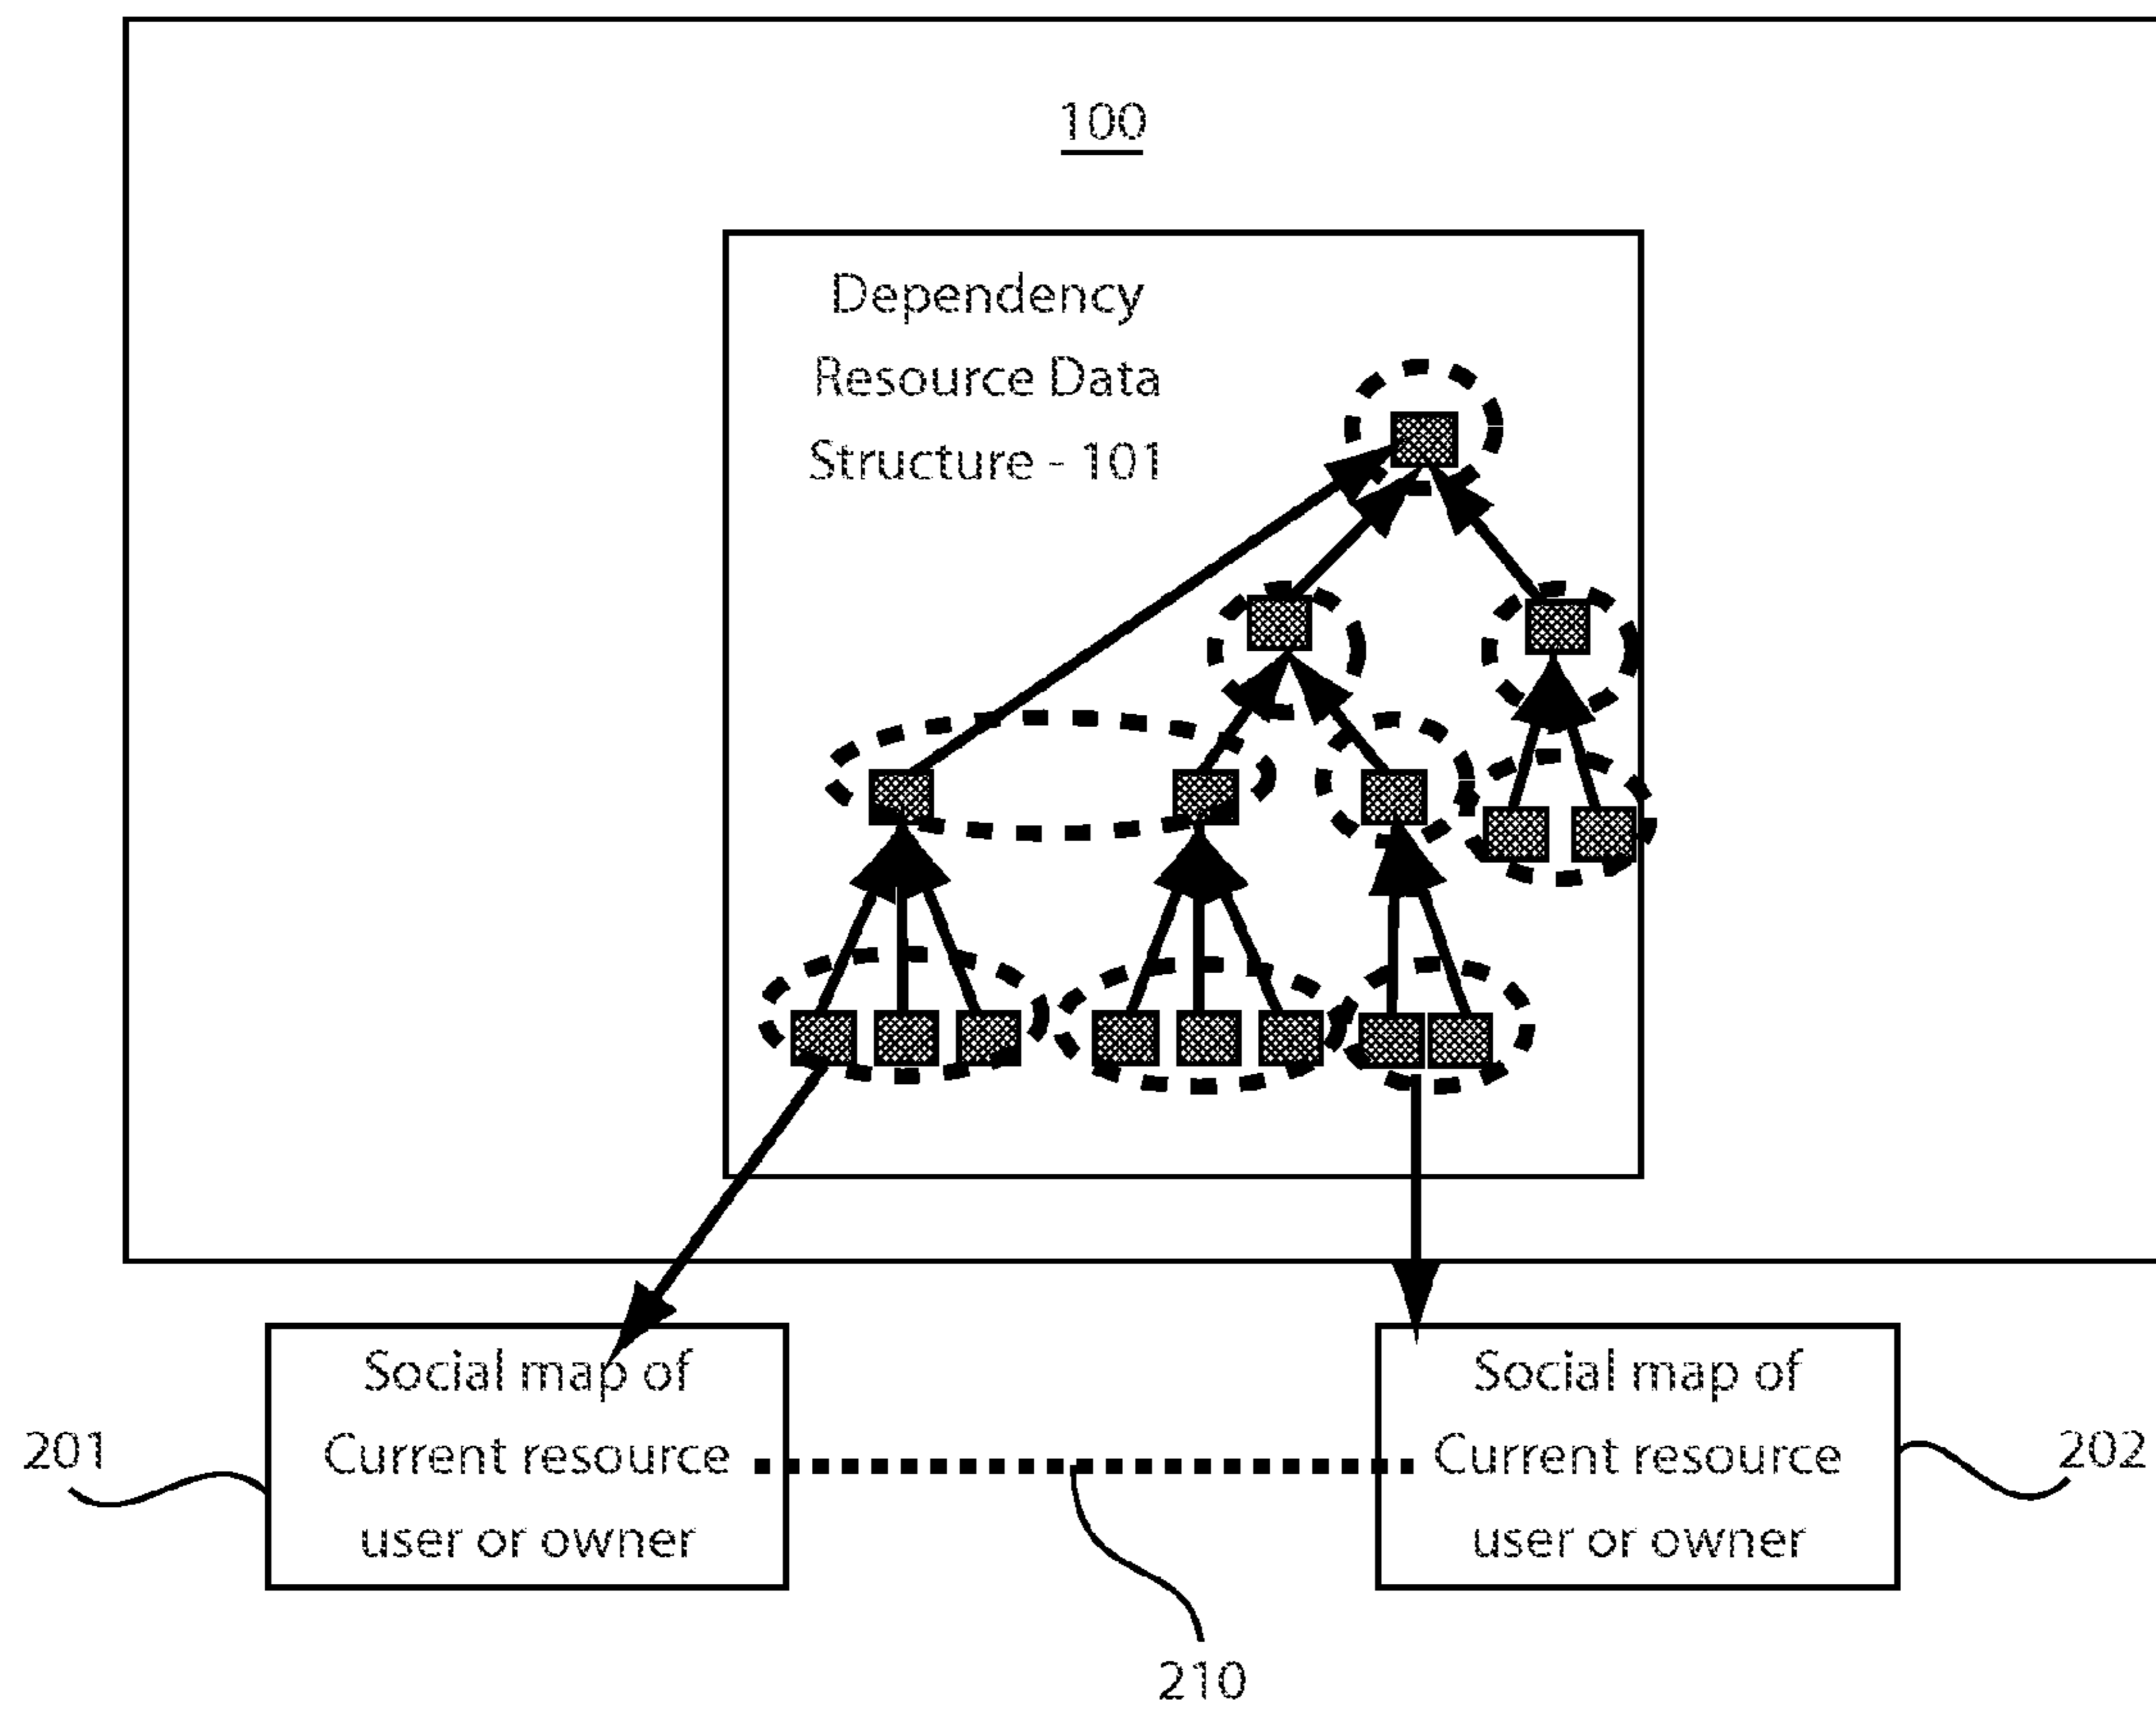 100
Dependency
Resource Data
Structure - 101
Social map of
Current resource
user or owner
Social map of
Current resource
user or owner
201
202
210